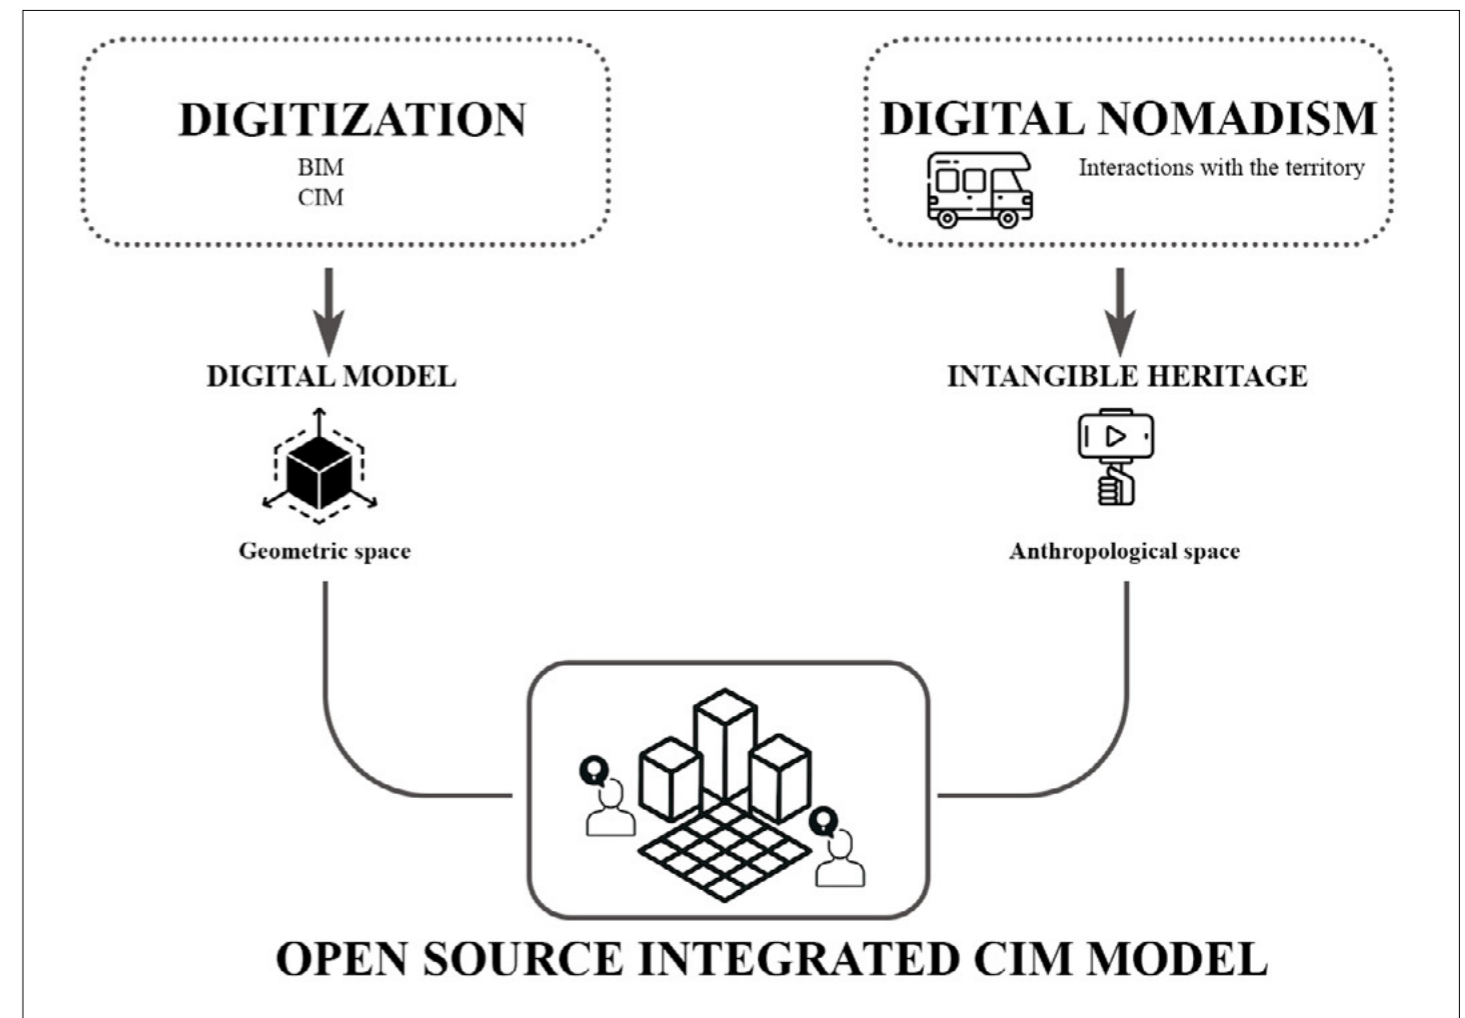 DIGITIZATION
BIM
CIM
DIGITAL NOMADISM
Interactions with the territory
DIGITAL MODEL
INTANGIBLE HERITAGE
Geometric space
Anthropological space
OPEN SOURCE INTEGRATED CIM MODEL